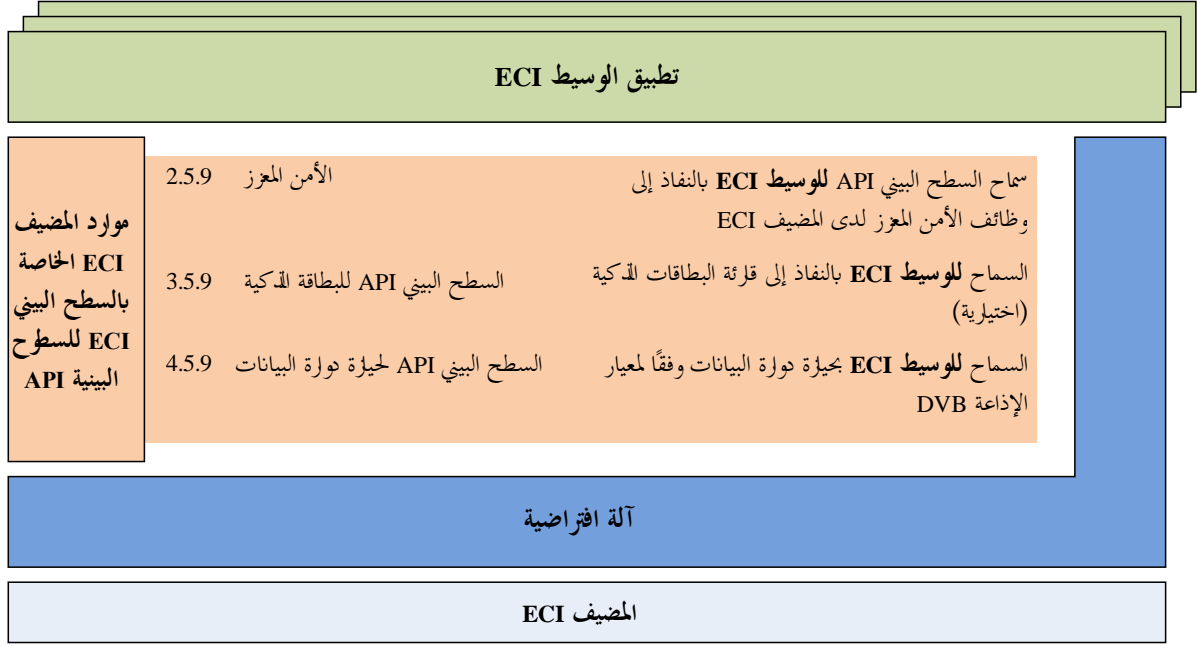 تطبيق الوسيط ECI
موارد المضيف
ECI الخاصة
بالسطح البيني
ECI للسطوح
البينية API
سماح السطح البيني API للوسيط ECI بالنفاذ إلى
وظائف الأمن المعزز لدى المضيف ECI
الأمن المعزز 2.5.9
السماح للوسيط ECI بالنفاذ إلى قارئة البطاقات الذكية
(اختيارية)
السطح البيني API للبطاقة الذكية 3.5.9
السماح للوسيط ECI بحيازة دوارة البيانات وفقًا لمعيار
الإذاعة DVB
السطح البيني API لحيازة دوارة البيانات 4.5.9
آلة افتراضية
المضيف ECI